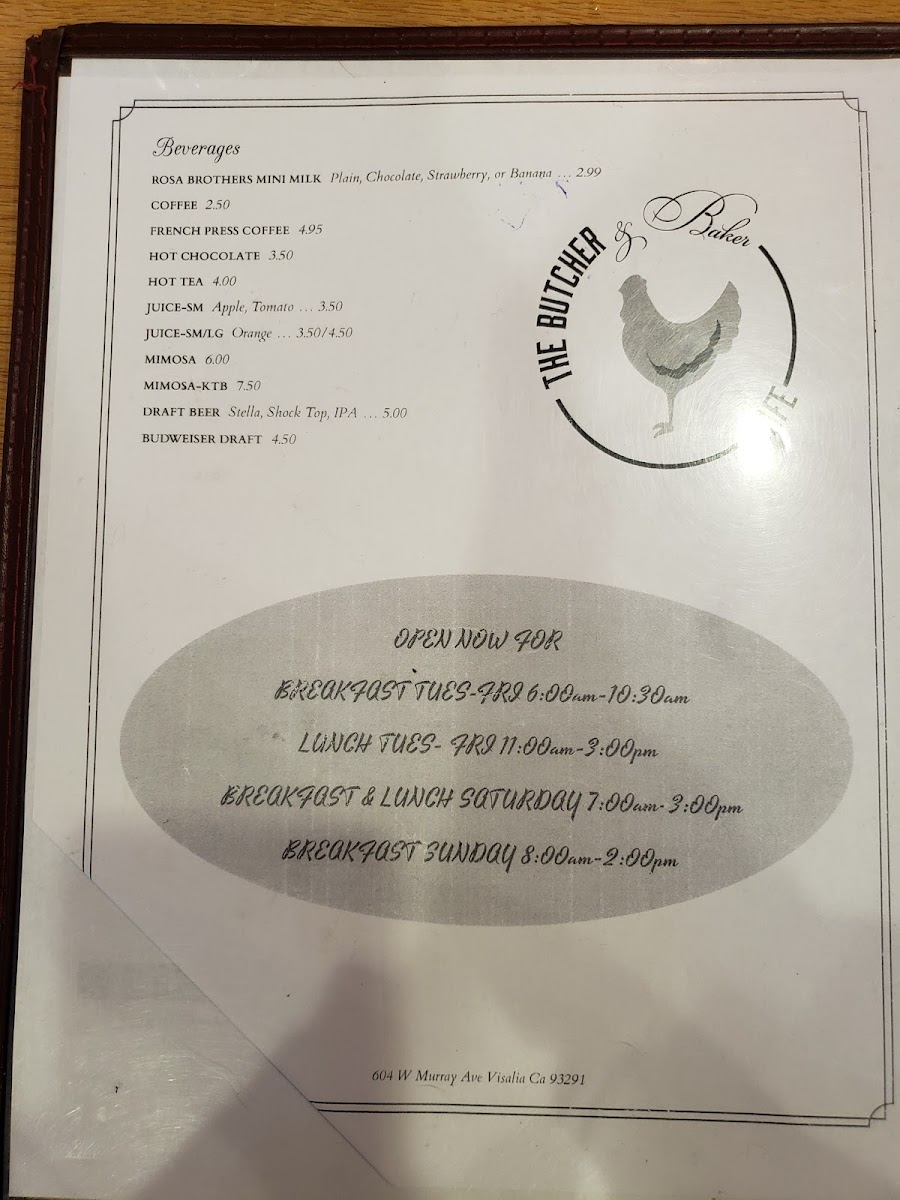 Beverages
ROSA BROTHERS MINI MILK Plain, Chocolate, Strawberry, or Banana ... 2.99
COFFEE 2.50
FRENCH PRESS COFFEE 4.95
HOT CHOCOLATE 3.50
HOT TEA 4.00
JUICE-SM Apple, Tomato ... 3.50
JUICE-SM/LG Orange ... 3.50/4.50
MIMOSA 6.00
MIMOSA-KTB 7.50
DRAFT BEER Stella, Shock Top, IPA ... 5.00
BUDWEISER DRAFT 4.50
THE BUTCHER & Baker
OPEN NOW FOR
BREAKFAST TUES-FRI 6:00am-10:30am
LUNCH TUES- FRI 11:00am-3:00pm
BREAKFAST & LUNCH SATURDAY 7:00am-3:00pm
BREAKFAST SUNDAY 8:00am-2:00pm
604 W Murray Ave Visalia Ca 93291